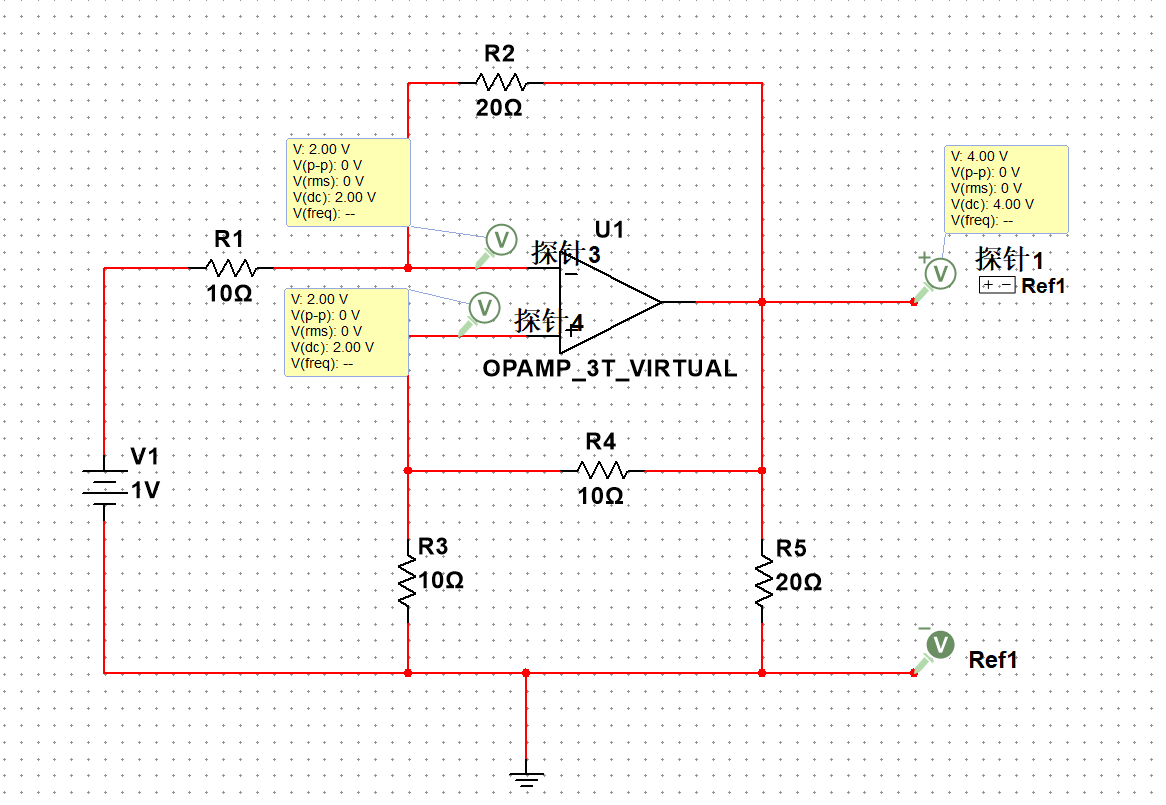 R2
20Ω
V: 2.00 V
V(p-p): 0 V
V(rms): 0 V
V(dc): 2.00 V
V(freq): --
V: 4.00 V
V(p-p): 0 V
V(rms): 0 V
V(dc): 4.00 V
V(freq): --
R1
10Ω
V
探针3
U1
−
V
+
探针1
+ − Ref1
V: 2.00 V
V(p-p): 0 V
V(rms): 0 V
V(dc): 2.00 V
V(freq): --
V
探针4
+
OPAMP_3T_VIRTUAL
V1
1V
R4
10Ω
R3
10Ω
R5
20Ω
−
V
Ref1